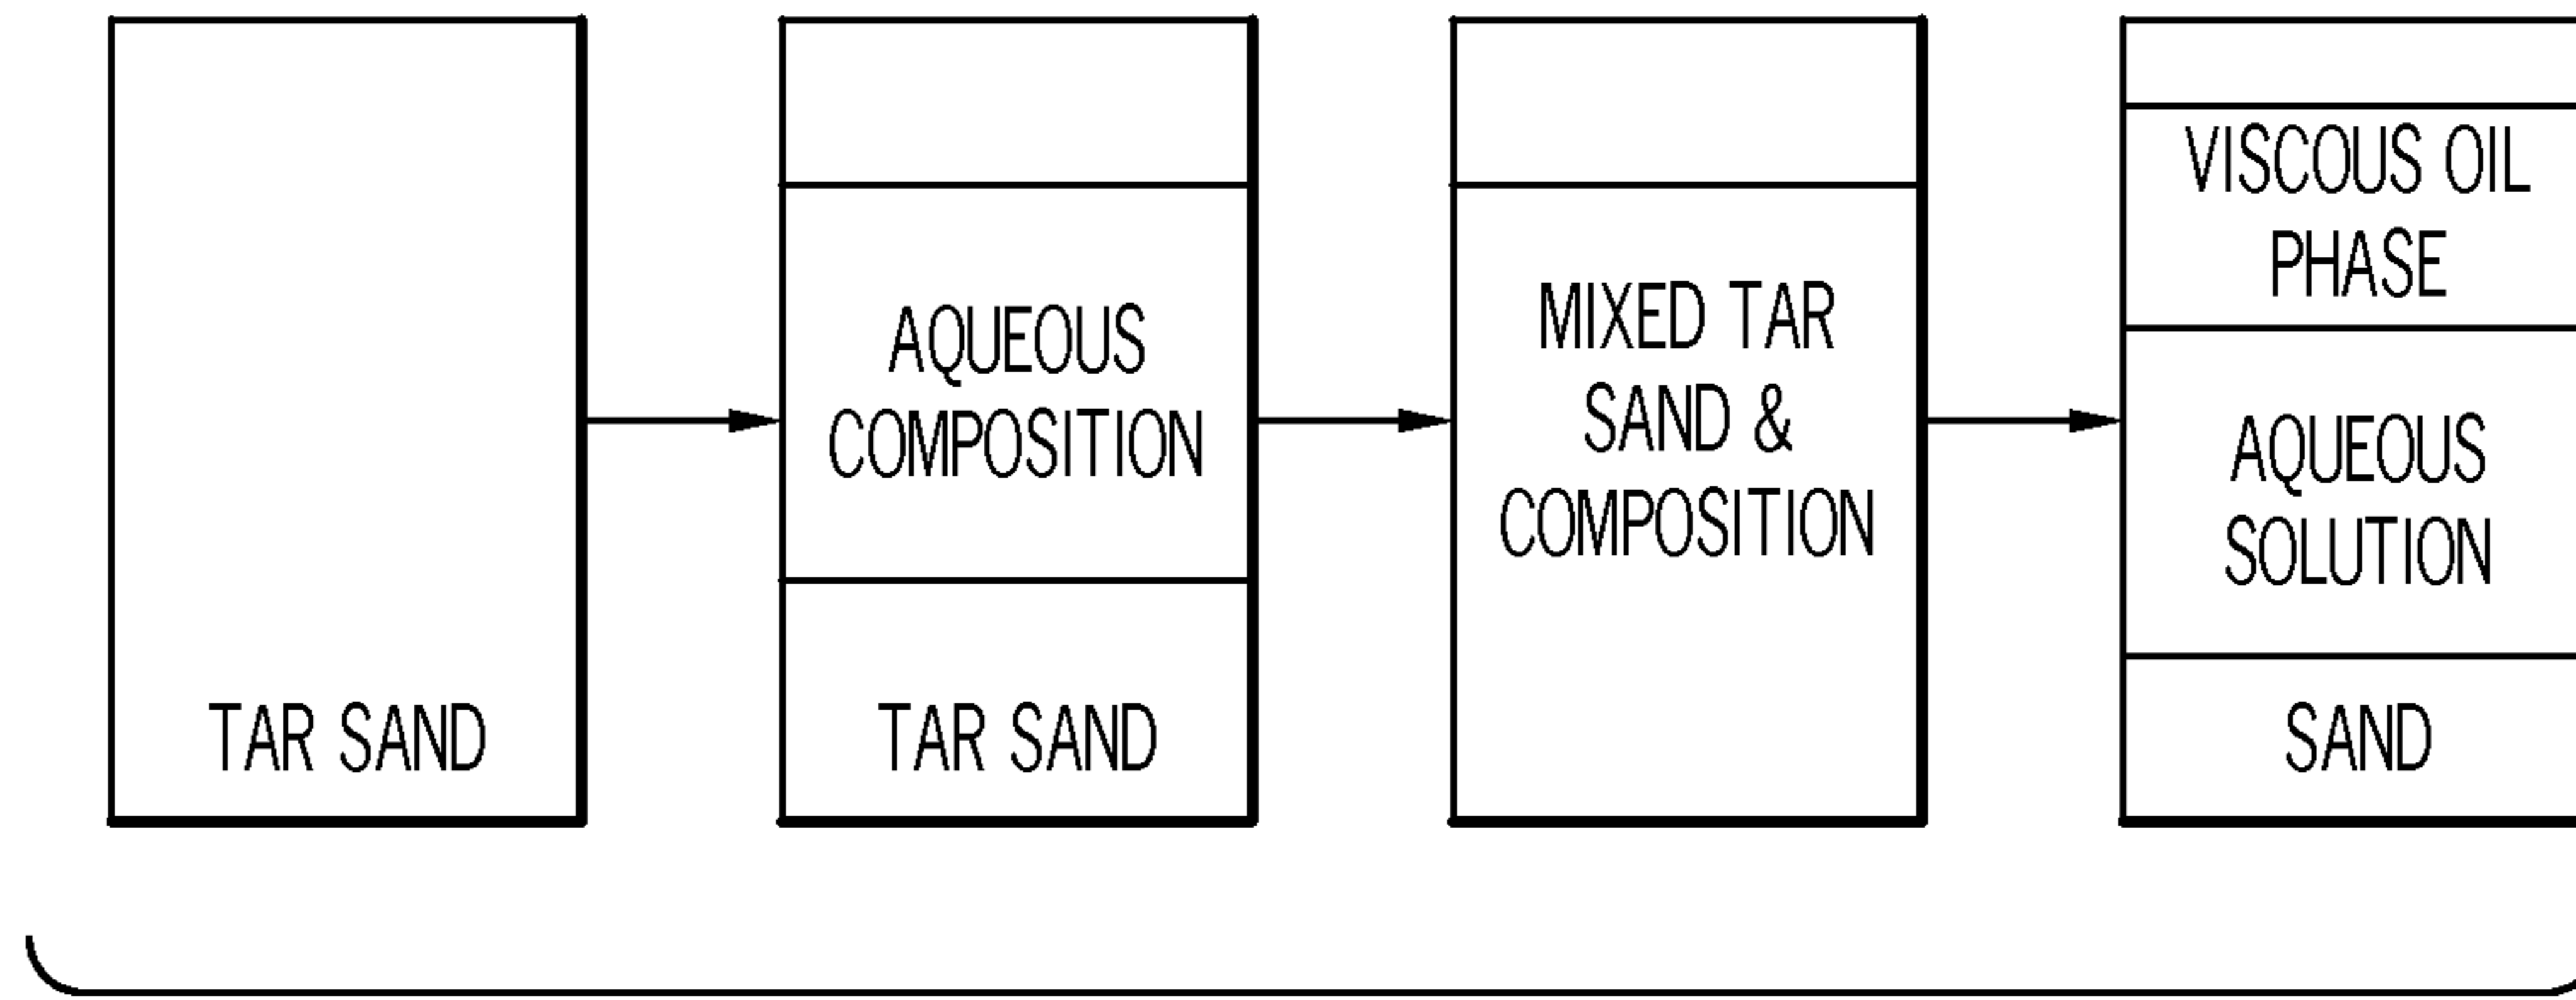 TAR SAND
AQUEOUS
COMPOSITION
TAR SAND
MIXED TAR
SAND &
COMPOSITION
VISCOUS OIL
PHASE
AQUEOUS
SOLUTION
SAND